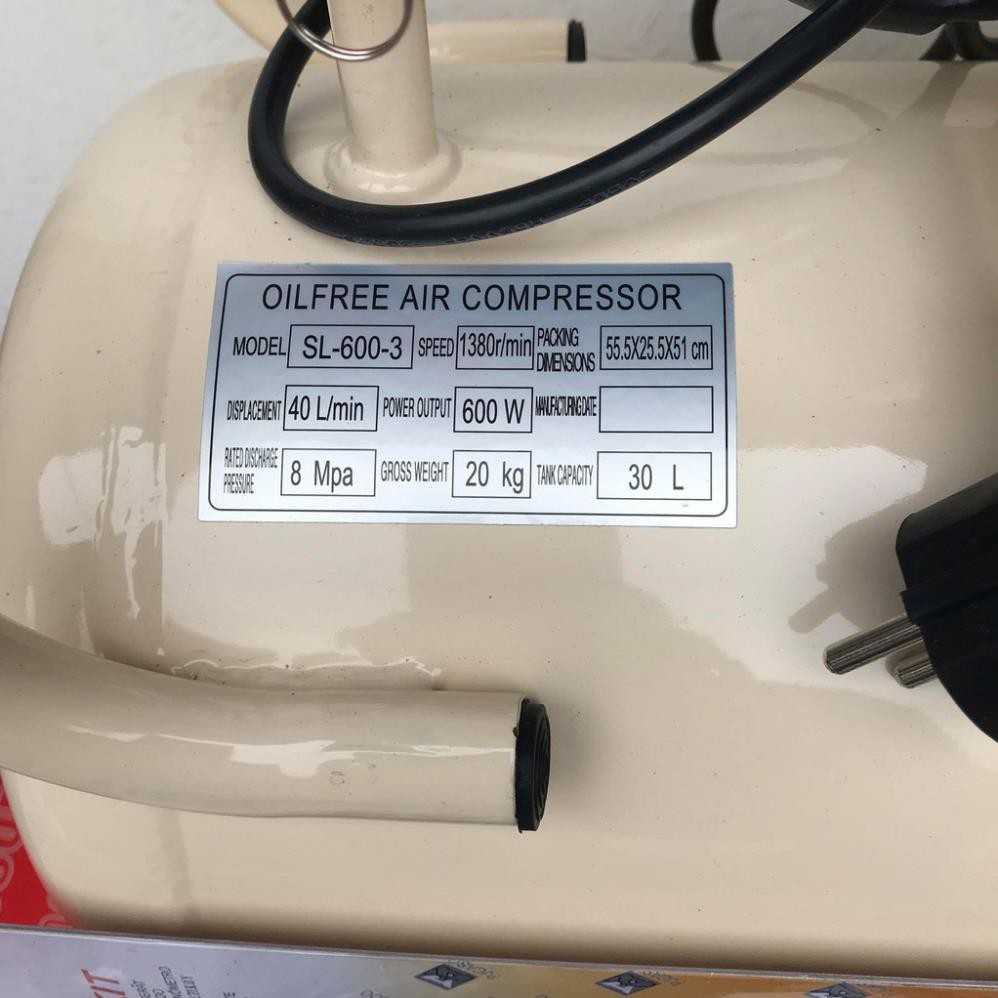 OILFREE AIR COMPRESSOR
MODEL SL-600-3 SPEED 1380r/min PACKING DIMENSIONS 55.5X25.5X51 cm
DISPLACEMENT 40 L/min POWER OUTPUT 600 W MANUFACTURING DATE
RATED DISCHARGE PRESSURE 8 Mpa GROSS WEIGHT 20 kg TANK CAPACITY 30 L